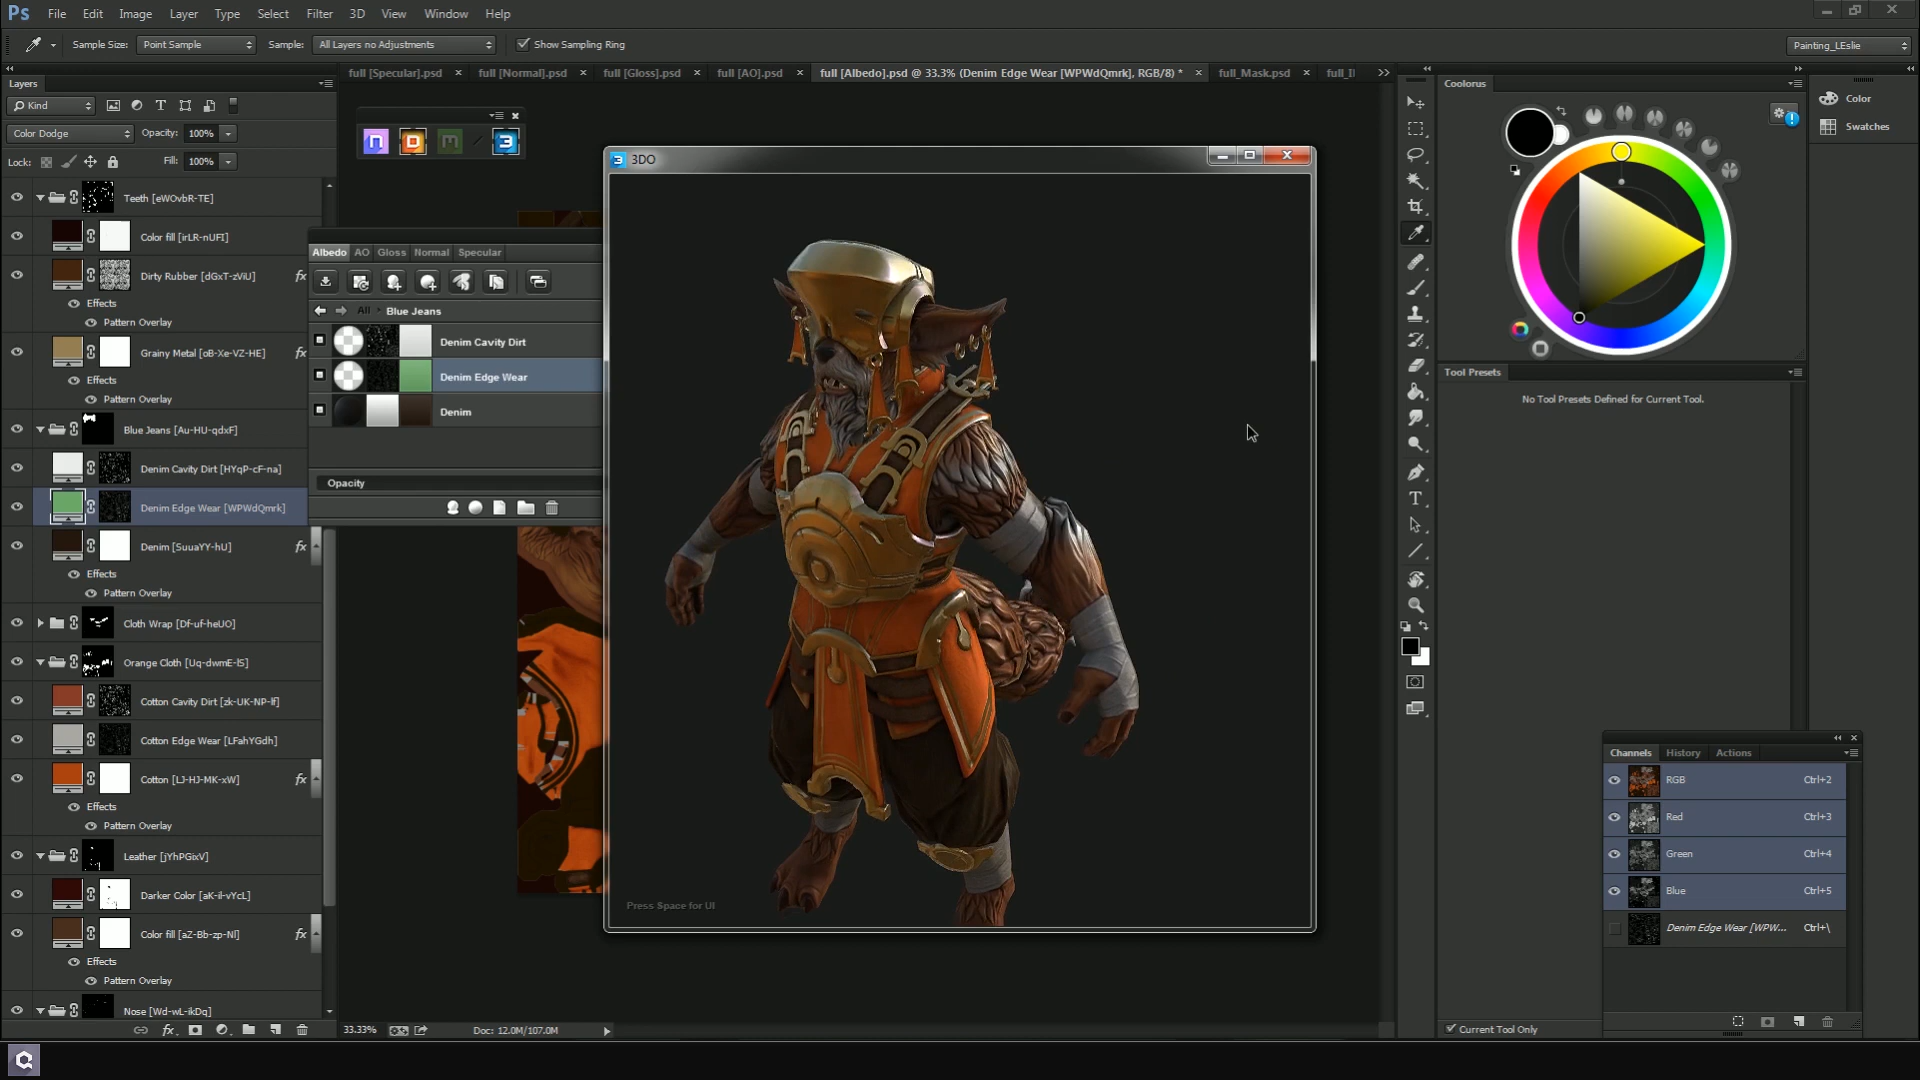 Ps File Edit Image Layer Type Select Filter 3D View Window Help
Sample Size: Point Sample Sample: All Layers no Adjustments Show Sampling Ring Painting_LEslie
Layers
full [Specular].psd × full [Normal].psd × full [Gloss].psd × full [AO].psd × full [Albedo].psd @ 33.3% (Denim Edge Wear [WPWdQmrk], RGB/8) * × full_Mask.psd ×
Kind
Color Dodge Opacity: 100%
Lock: Fill: 100%
Teeth [eWOvbR-TE]
Color fill [irLR-nUFI]
Dirty Rubber [dGxT-zViU] fx
Effects
Pattern Overlay
Grainy Metal [oB-Xe-VZ-HE] fx
Effects
Pattern Overlay
Blue Jeans [Au-HU-qdxF]
Denim Cavity Dirt [HYqP-cF-na]
Denim Edge Wear [WPWdQmrk]
Denim [SuuaYY-hU] fx
Effects
Pattern Overlay
Cloth Wrap [Df-uf-heUO]
Orange Cloth [Uq-dwmE-lS]
Cotton Cavity Dirt [zk-UK-NP-lf]
Cotton Edge Wear [LFahYGdh]
Cotton [LJ-HJ-MK-xW] fx
Effects
Pattern Overlay
Leather [jYhPGixV]
Darker Color [aK-il-vYcL]
Color fill [aZ-Bb-zp-Nl] fx
Effects
Pattern Overlay
Nose [Wd-wL-ikDq]
fx
n D m 3
Albedo AO Gloss Normal Specular
All Blue Jeans
Denim Cavity Dirt
Denim Edge Wear
Denim
Opacity
3 3DO
Press Space for UI
33.33% Doc: 12.0M/107.0M
Coolorus
Color
Swatches
Tool Presets
No Tool Presets Defined for Current Tool.
Current Tool Only
Channels History Actions
RGB Ctrl+2
Red Ctrl+3
Green Ctrl+4
Blue Ctrl+5
Denim Edge Wear [WPW... Ctrl+\